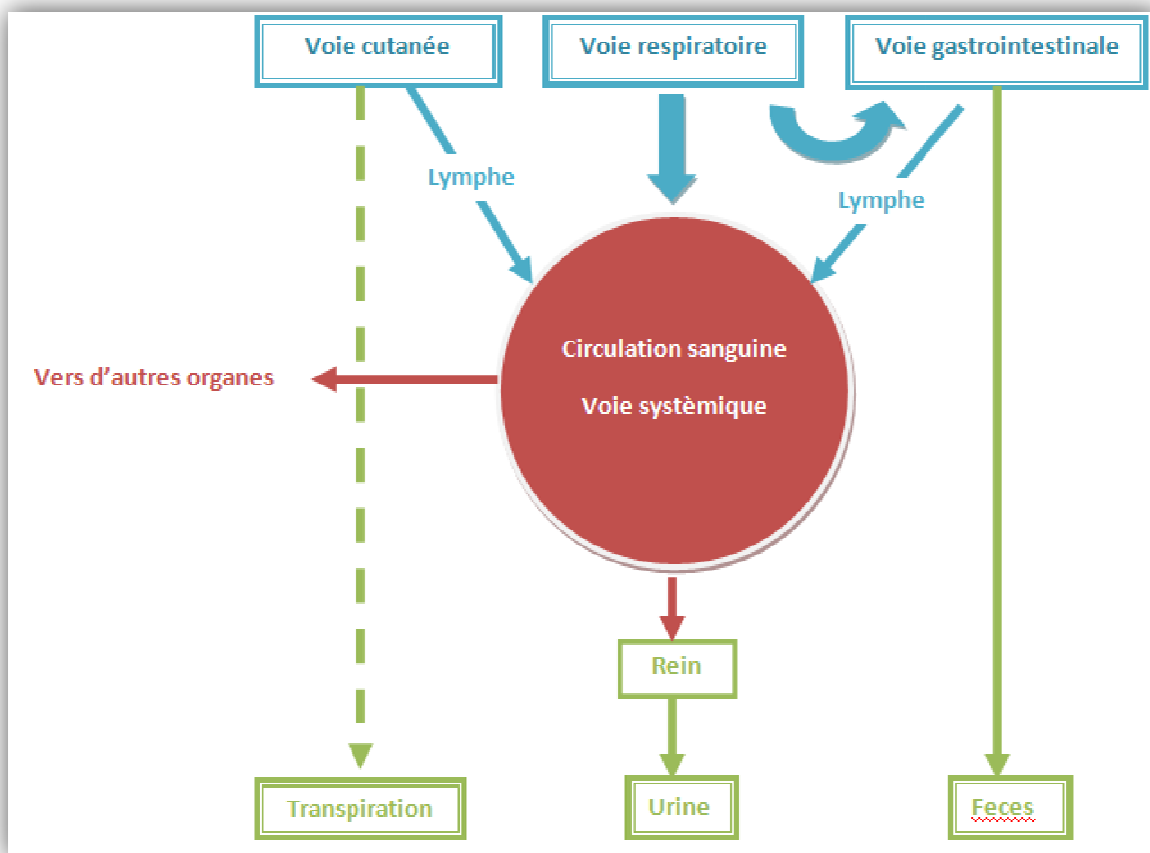 Voie cutanée
Voie respiratoire
Voie gastrointestinale
Lymphe
Lymphe
Circulation sanguine
Voie systèmique
Vers d’autres organes
Rein
Transpiration
Urine
Feces